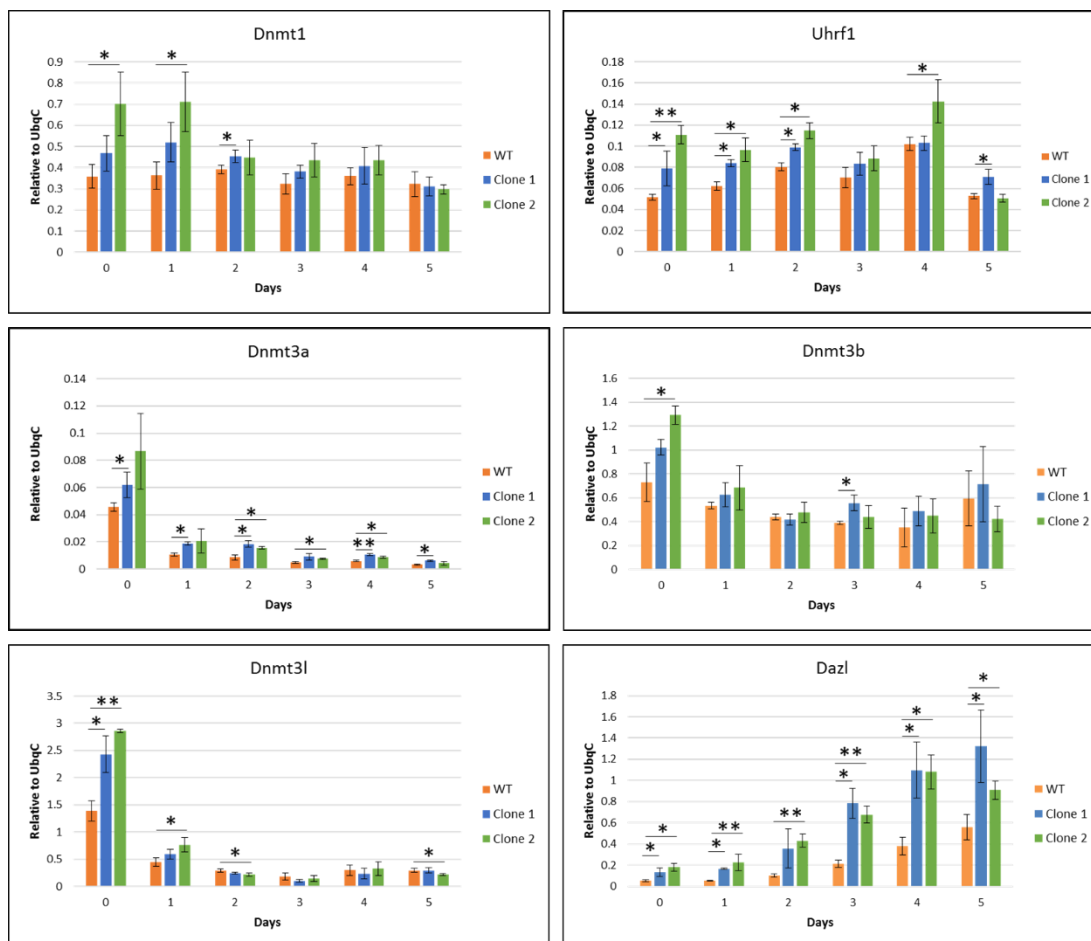 Dnmt1
Relative to UbqC
0.9
0.8
0.7
0.6
0.5
0.4
0.3
0.2
0.1
0
*
*
*
0 1 2 3 4 5
Days
WT
Clone 1
Clone 2
Uhrf1
Relative to UbqC
0.18
0.16
0.14
0.12
0.1
0.08
0.06
0.04
0.02
0
**
*
*
*
*
*
*
*
0 1 2 3 4 5
Days
WT
Clone 1
Clone 2
Dnmt3a
Relative to UbqC
0.14
0.12
0.1
0.08
0.06
0.04
0.02
0
*
*
*
*
*
*
**
*
0 1 2 3 4 5
Days
WT
Clone 1
Clone 2
Dnmt3b
Relative to UbqC
1.6
1.4
1.2
1
0.8
0.6
0.4
0.2
0
*
*
0 1 2 3 4 5
Days
WT
Clone 1
Clone 2
Dnmt3l
Relative to UbqC
3.5
3
2.5
2
1.5
1
0.5
0
**
*
*
*
*
0 1 2 3 4 5
Days
WT
Clone 1
Clone 2
Dazl
Relative to UbqC
1.8
1.6
1.4
1.2
1
0.8
0.6
0.4
0.2
0
*
*
**
*
**
**
*
*
*
*
*
0 1 2 3 4 5
Days
WT
Clone 1
Clone 2